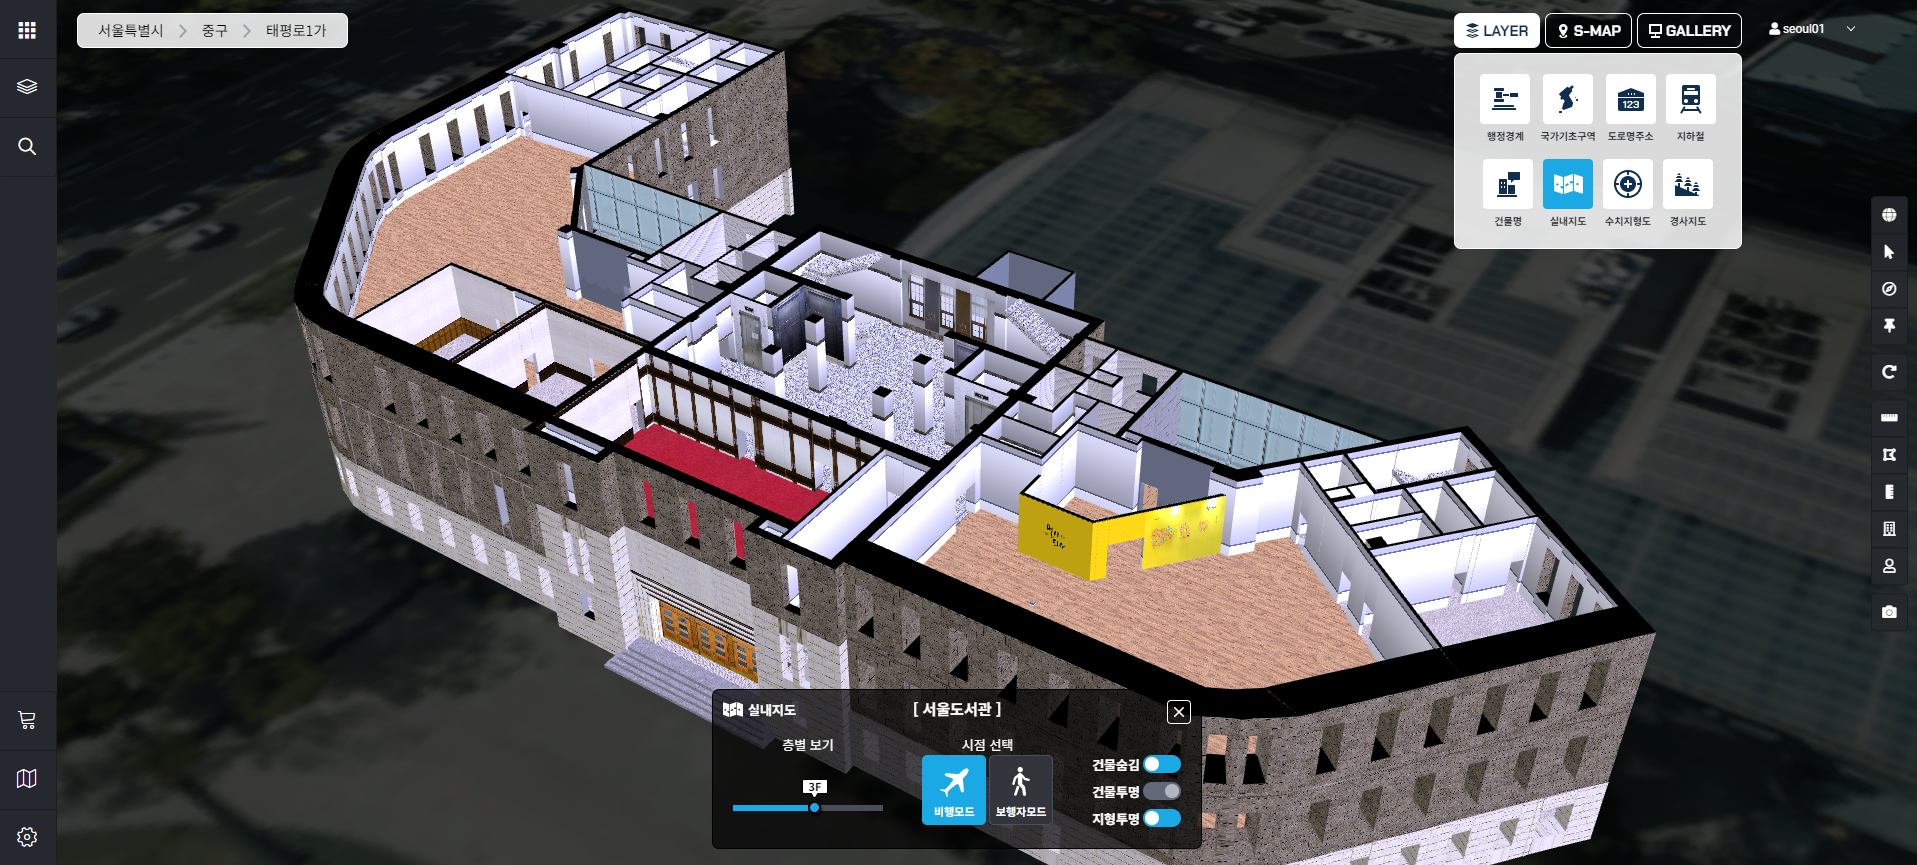 서울특별시 > 중구 > 태평로1가
LAYER
S-MAP
GALLERY
seoul01
행정경계
국가기초구역
123
도로명주소
지하철
건물명
실내지도
수치지형도
경사지도
실내지도
[ 서울도서관 ]
층별 보기
3F
시점 선택
비행모드
보행자모드
건물숨김
건물투명
지형투명